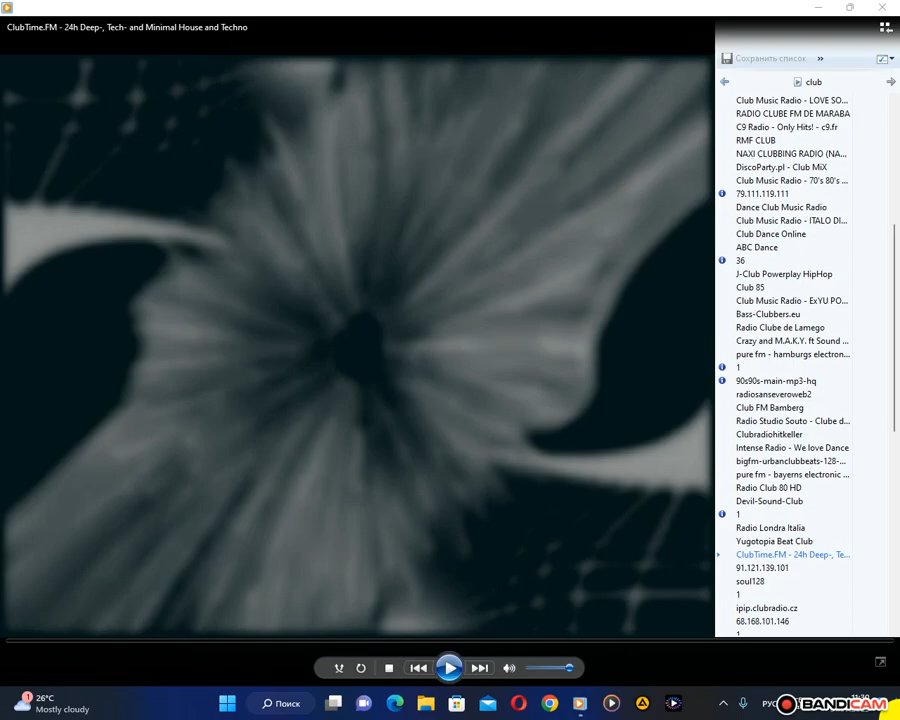 ClubTime.FM - 24h Deep-, Tech- and Minimal House and Techno
Сохранить список »
club
Club Music Radio - LOVE SO...
RADIO CLUBE FM DE MARABA
C9 Radio - Only Hits! - c9.fr
RMF CLUB
NAXI CLUBBING RADIO (NA...
DiscoParty.pl - Club MiX
Club Music Radio - 70's 80's ...
79.111.119.111
Dance Club Music Radio
Club Music Radio - ITALO DI...
Club Dance Online
ABC Dance
36
J-Club Powerplay HipHop
Club 85
Club Music Radio - ExYU PO...
Bass-Clubbers.eu
Radio Clube de Lamego
Crazy and M.A.K.Y. ft Sound ...
pure fm - hamburgs electron...
1
90s90s-main-mp3-hq
radiosanseveroweb2
Club FM Bamberg
Radio Studio Souto - Clube d...
Clubradiohitkeller
Intense Radio - We love Dance
bigfm-urbanclubbeats-128-...
pure fm - bayerns electronic ...
Radio Club 80 HD
Devil-Sound-Club
1
Radio Londra Italia
Yugotopia Beat Club
ClubTime.FM - 24h Deep-, Te...
91.121.139.101
soul128
1
ipip.clubradio.cz
68.168.101.146
1
1
26°C
Mostly cloudy
Поиск
РУС
BANDICAM